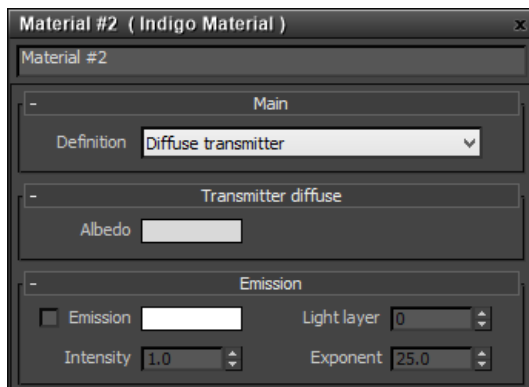 Material #2 ( Indigo Material ) x
Material #2
- Main
Definition Diffuse transmitter
- Transmitter diffuse
Albedo
- Emission
Emission Light layer 0
Intensity 1.0 Exponent 25.0